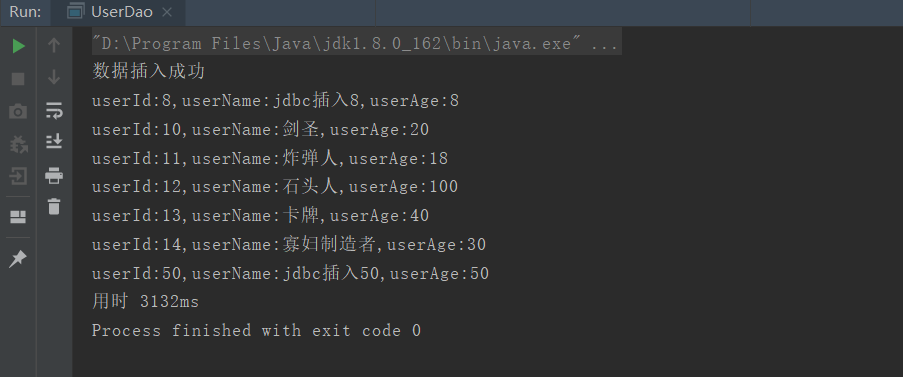 Run: UserDao
"D:\Program Files\Java\jdk1.8.0_162\bin\java.exe" ...
数据插入成功
userId:8,userName:jdbc插入8,userAge:8
userId:10,userName:剑圣,userAge:20
userId:11,userName:炸弹人,userAge:18
userId:12,userName:石头人,userAge:100
userId:13,userName:卡牌,userAge:40
userId:14,userName:寡妇制造者,userAge:30
userId:50,userName:jdbc插入50,userAge:50
用时 3132ms
Process finished with exit code 0